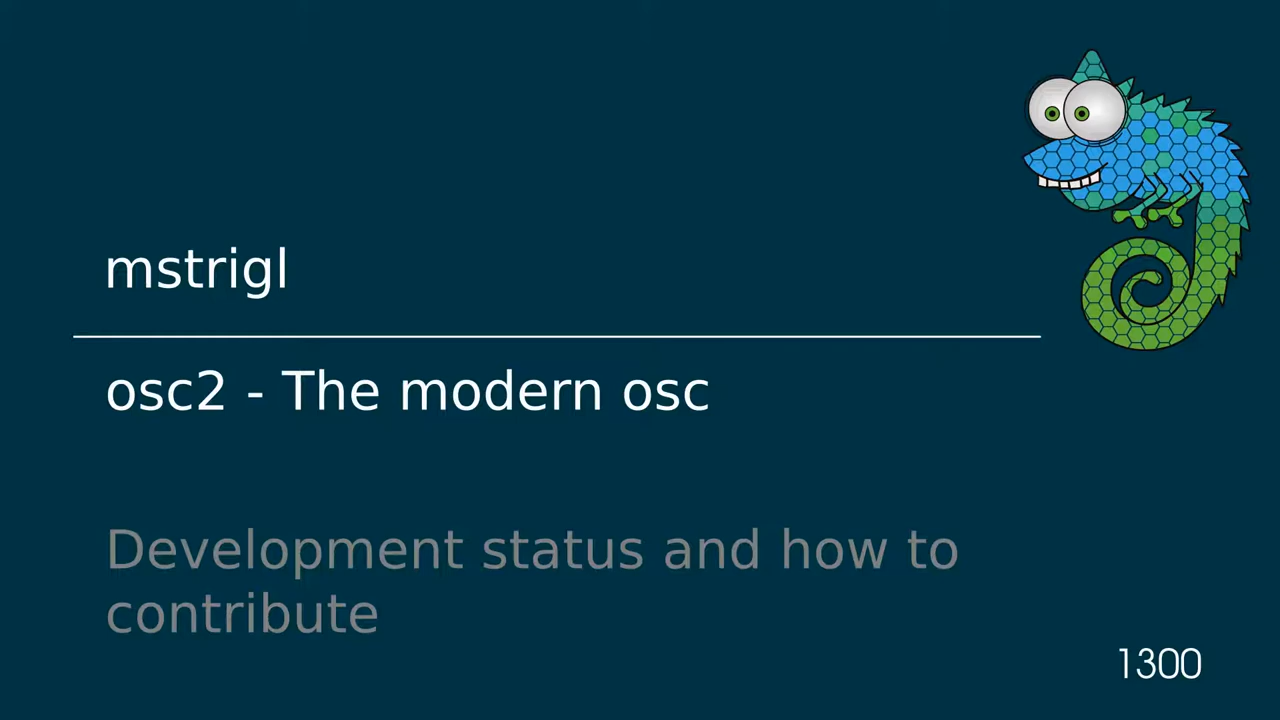 mstrigl
osc2 - The modern osc
Development status and how to
contribute
1300